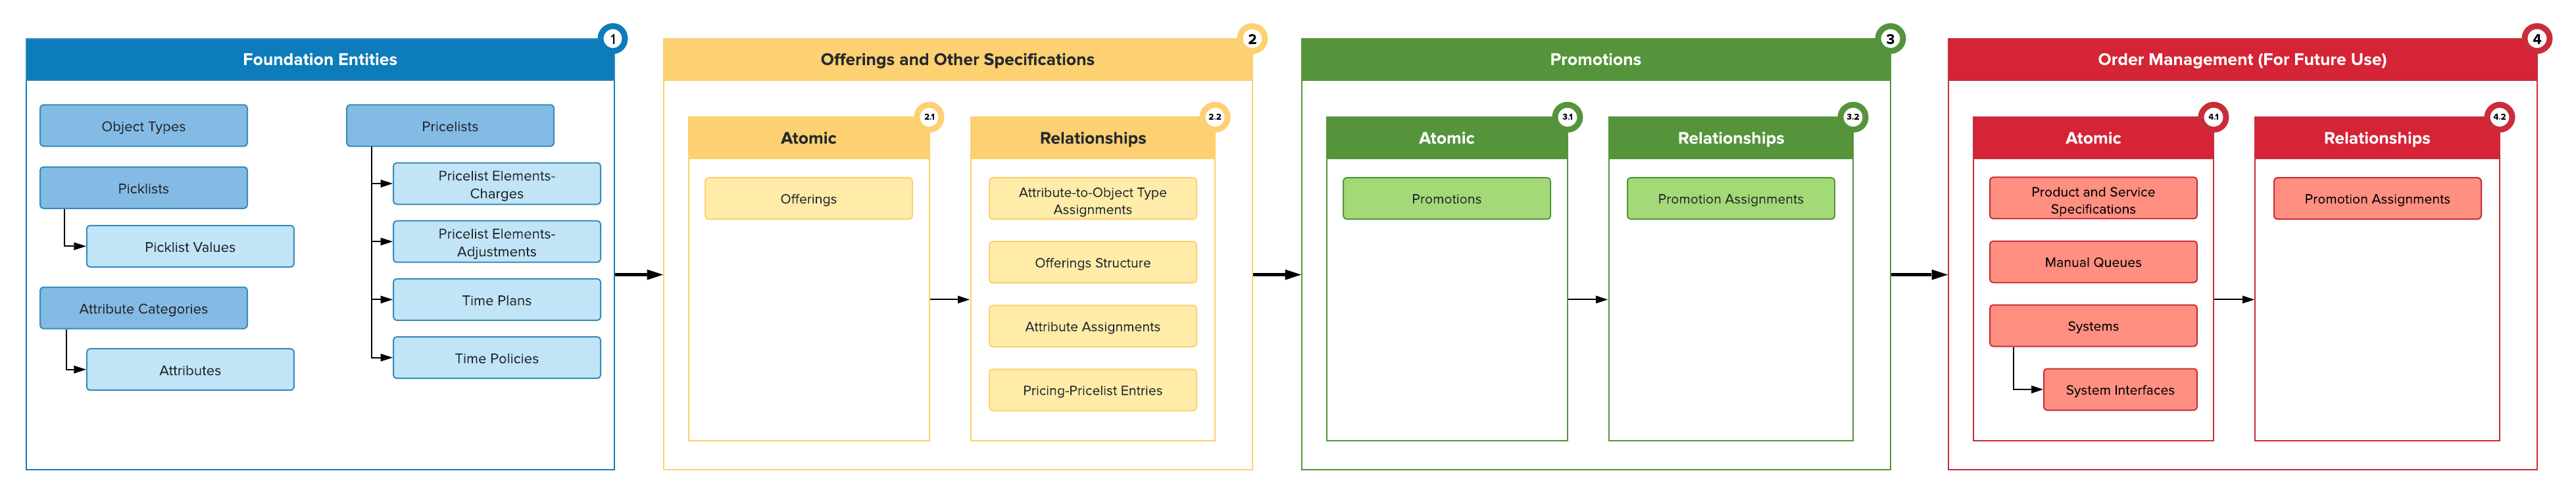 1
Foundation Entities
Object Types
Picklists
Picklist Values
Attribute Categories
Attributes
Pricelists
Pricelist Elements-
Charges
Pricelist Elements-
Adjustments
Time Plans
Time Policies
2
Offerings and Other Specifications
2.1
Atomic
Offerings
2.2
Relationships
Attribute-to-Object Type
Assignments
Offerings Structure
Attribute Assignments
Pricing-Pricelist Entries
3
Promotions
3.1
Atomic
Promotions
3.2
Relationships
Promotion Assignments
4
Order Management (For Future Use)
4.1
Atomic
Product and Service
Specifications
Manual Queues
Systems
System Interfaces
4.2
Relationships
Promotion Assignments